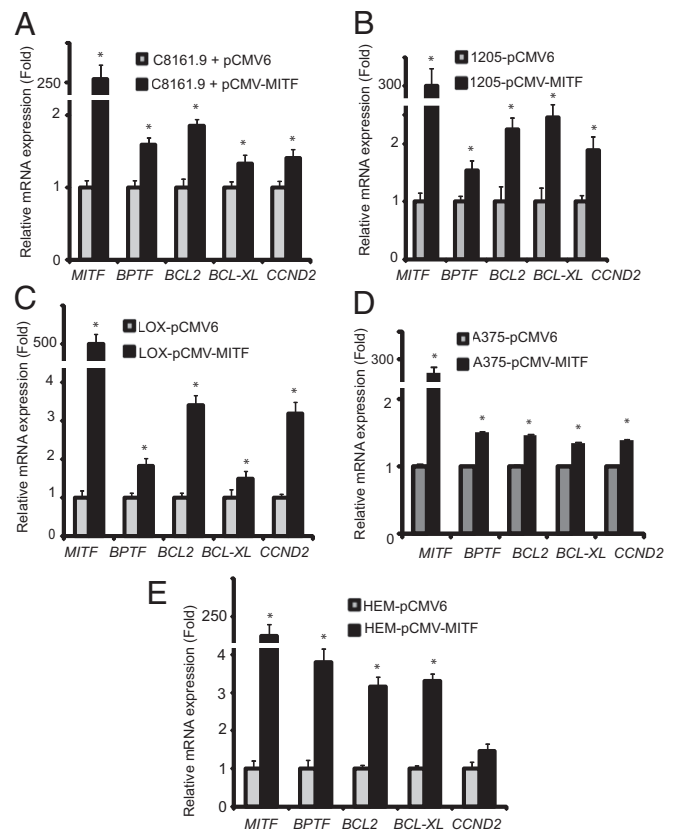 A
Relative mRNA expression (Fold)
C8161.9 + pCMV6
C8161.9 + pCMV-MITF
250
2
1
0
* * * * *
MITF BPTF BCL2 BCL-XL CCND2
B
Relative mRNA expression (Fold)
1205-pCMV6
1205-pCMV-MITF
300
2
1
0
* * * * *
MITF BPTF BCL2 BCL-XL CCND2
C
Relative mRNA expression (Fold)
LOX-pCMV6
LOX-pCMV-MITF
500
4
3
2
1
0
* * * * *
MITF BPTF BCL2 BCL-XL CCND2
D
Relative mRNA expression (Fold)
A375-pCMV6
A375-pCMV-MITF
300
2
1
0
* * * * *
MITF BPTF BCL2 BCL-XL CCND2
E
Relative mRNA expression (Fold)
HEM-pCMV6
HEM-pCMV-MITF
250
4
3
2
1
0
* * * *
MITF BPTF BCL2 BCL-XL CCND2